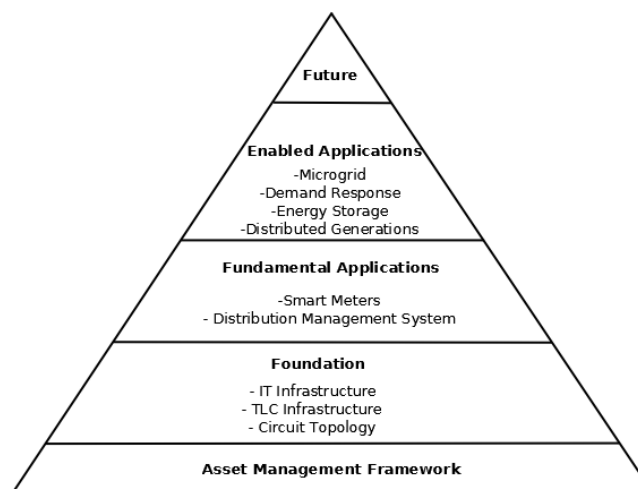 Future
Enabled Applications
-Microgrid
-Demand Response
-Energy Storage
-Distributed Generations
Fundamental Applications
-Smart Meters
- Distribution Management System
Foundation
- IT Infrastructure
- TLC Infrastructure
- Circuit Topology
Asset Management Framework